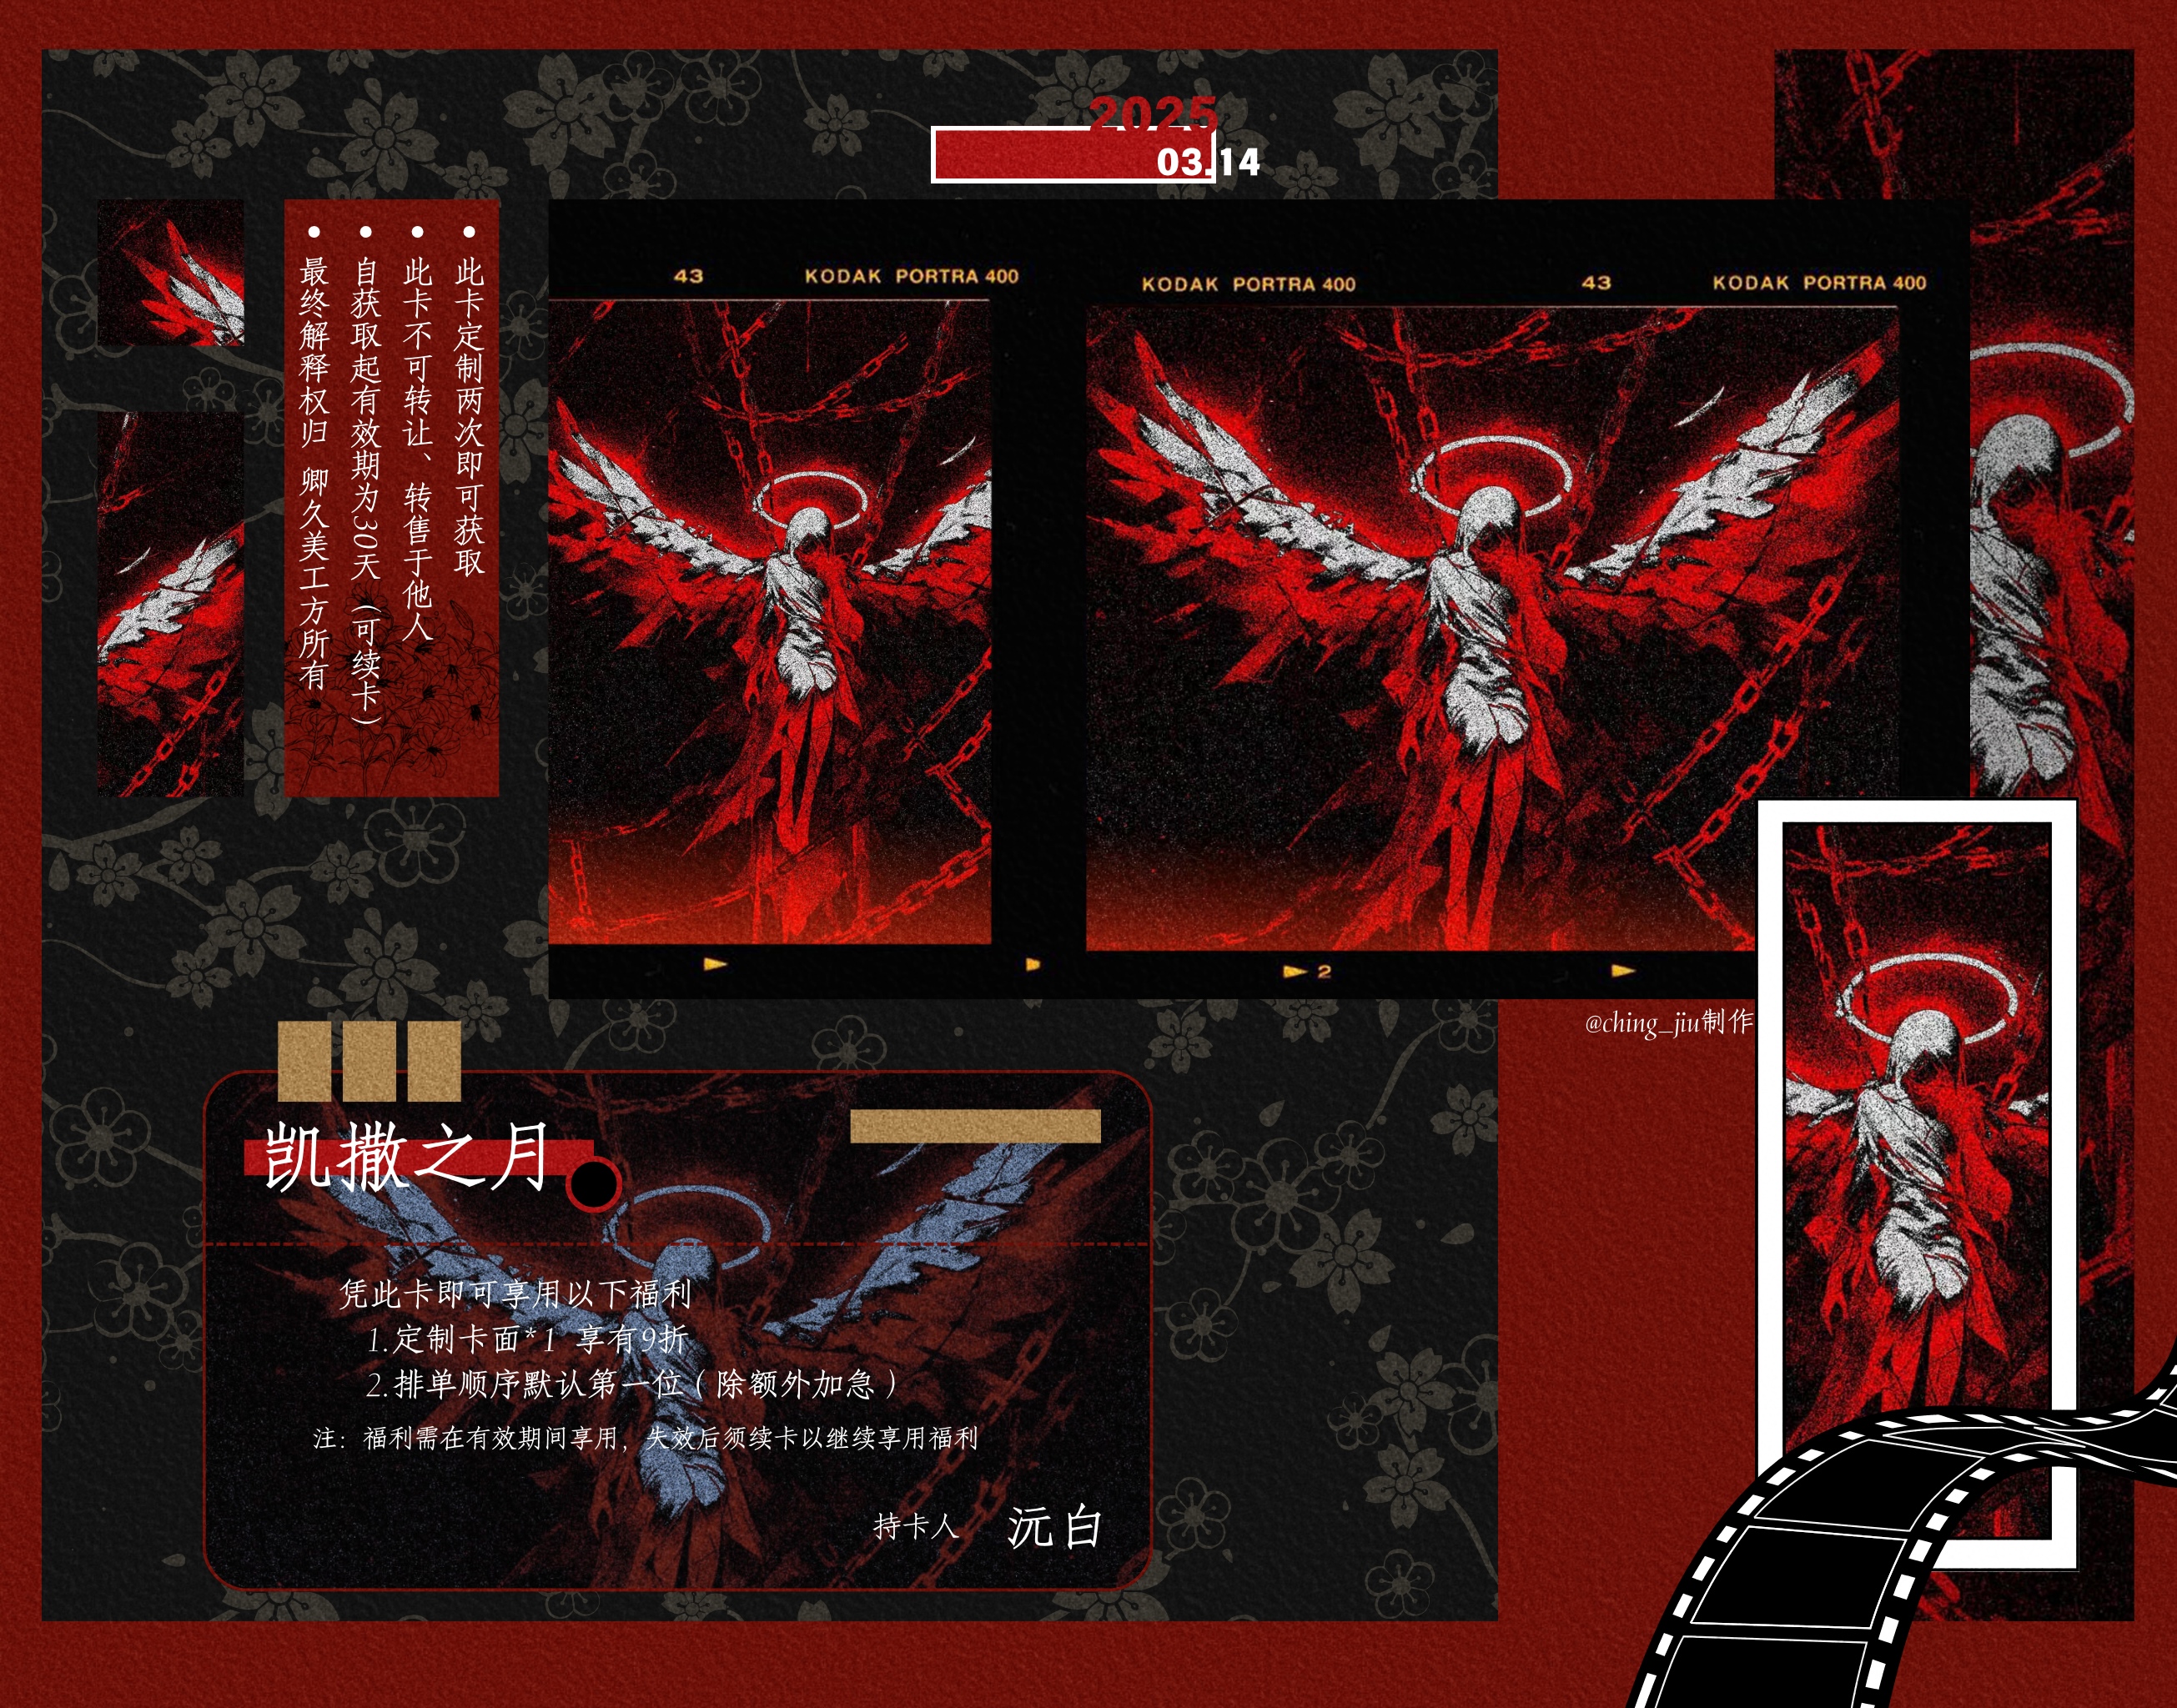 2025
03.14
• 此卡定制两次即可获取
• 此卡不可转让、转售于他人
• 自获取起有效期为30天（可续卡）
• 最终解释权归 卿久美工方所有
43
KODAK PORTRA 400
KODAK PORTRA 400
43
KODAK PORTRA 400
2
@ching_jiu制作
凯撒之月
凭此卡即可享用以下福利
1.定制卡面*1 享有9折
2.排单顺序默认第一位（除额外加急）
注：福利需在有效期间享用，失效后须续卡以继续享用福利
持卡人 沅白